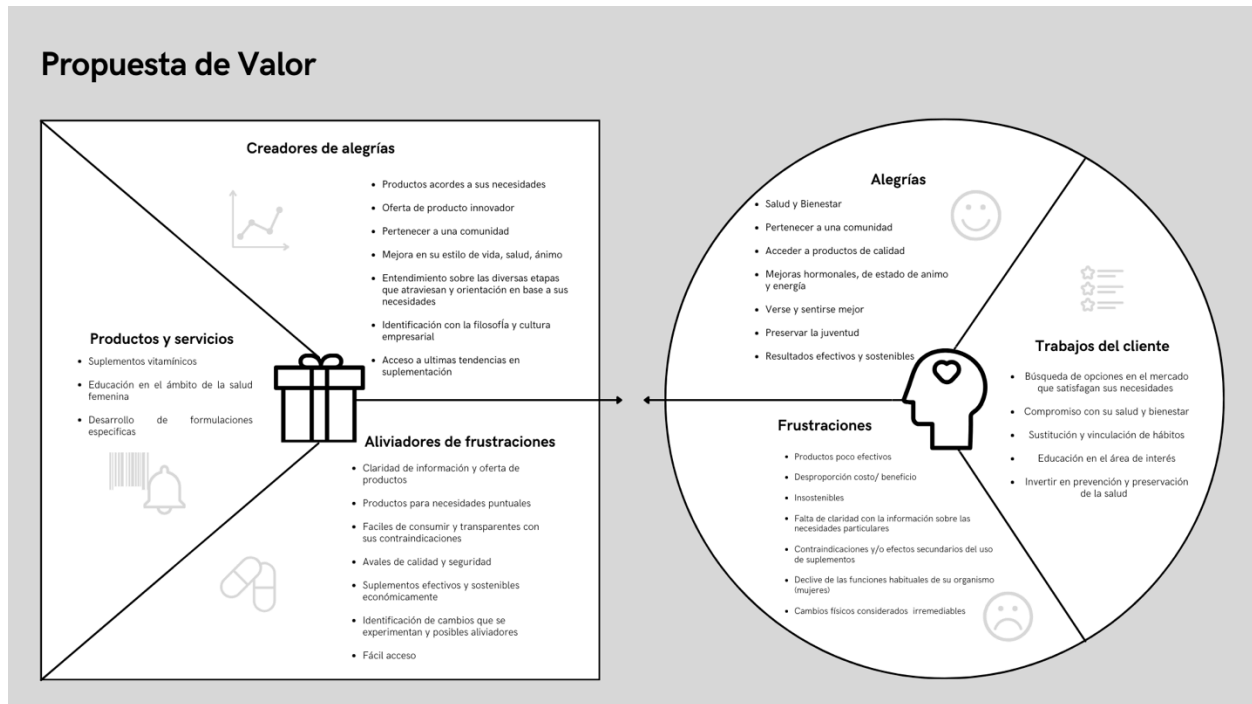 Propuesta de Valor
Creadores de alegrías
• Productos acordes a sus necesidades
• Oferta de producto innovador
• Pertenecer a una comunidad
• Mejora en su estilo de vida, salud, ánimo
• Entendimiento sobre las diversas etapas
que atraviesan y orientación en base a sus
necesidades
• Identificación con la filosofÍa y cultura
empresarial
• Acceso a ultimas tendencias en
suplementación
Productos y servicios
• Suplementos vitamínicos
• Educación en el ámbito de la salud
femenina
• Desarrollo de formulaciones
especificas
Aliviadores de frustraciones
• Claridad de información y oferta de
productos
• Productos para necesidades puntuales
• Faciles de consumir y transparentes con
sus contraindicaciones
• Avales de calidad y seguridad
• Suplementos efectivos y sostenibles
económicamente
• Identificación de cambios que se
experimentan y posibles aliviadores
• Fácil acceso
Alegrías
• Salud y Bienestar
• Pertenecer a una comunidad
• Acceder a productos de calidad
• Mejoras hormonales, de estado de animo
y energía
• Verse y sentirse mejor
• Preservar la juventud
• Resultados efectivos y sostenibles
Frustraciones
• Productos poco efectivos
• Desproporción costo/ beneficio
• Insostenibles
• Falta de claridad con la información sobre las
necesidades particulares
• Contraindicaciones y/o efectos secundarios del uso
de suplementos
• Declive de las funciones habituales de su organismo
(mujeres)
• Cambios físicos considerados irremediables
Trabajos del cliente
• Búsqueda de opciones en el mercado
que satisfagan sus necesidades
• Compromiso con su salud y bienestar
• Sustitución y vinculación de hábitos
• Educación en el área de interés
• Invertir en prevención y preservación
de la salud